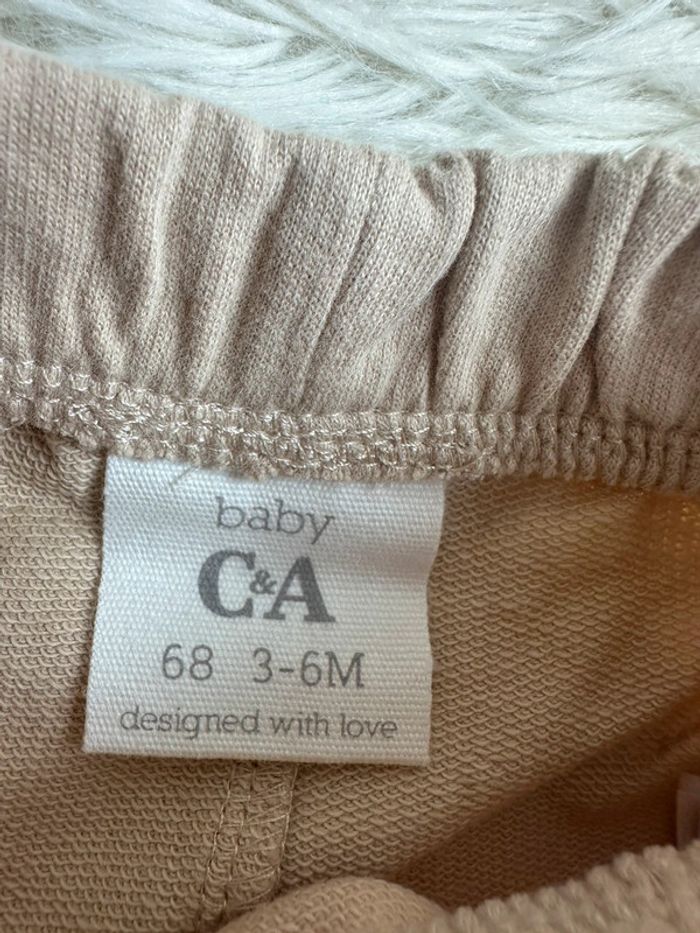 baby
C&A
68 3-6M
designed with love